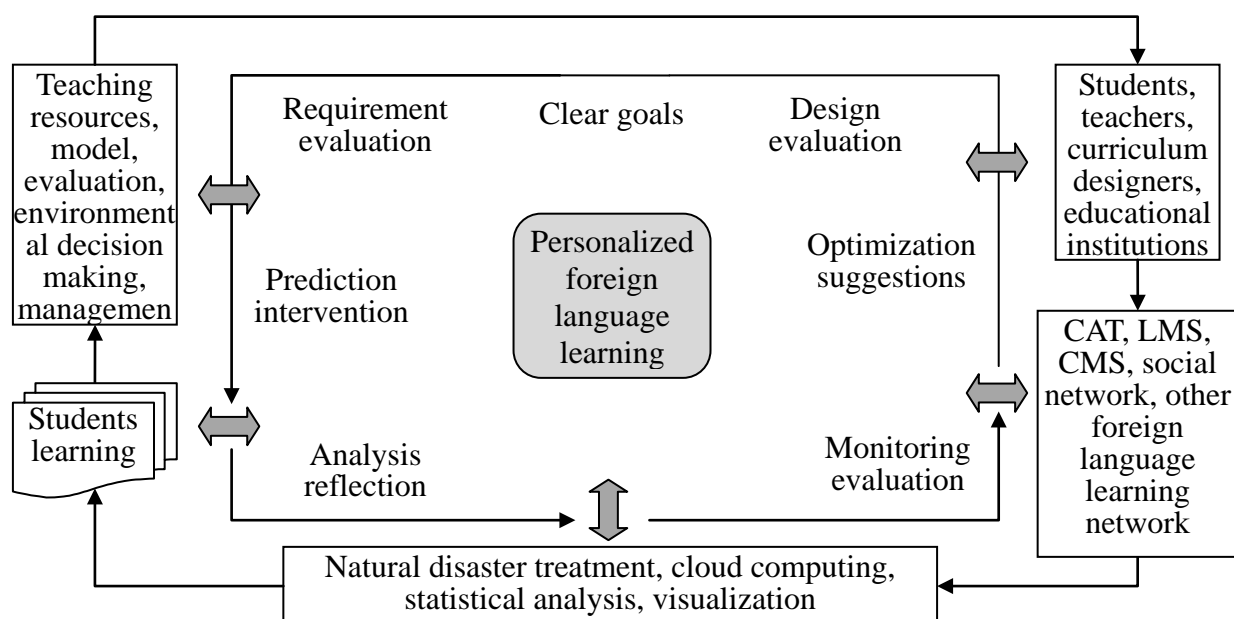 Teaching
resources,
model,
evaluation,
environment
al decision
making,
managemen
Requirement
evaluation
Clear goals
Design
evaluation
Students,
teachers,
curriculum
designers,
educational
institutions
Personalized
foreign
language
learning
Prediction
intervention
Optimization
suggestions
CAT, LMS,
CMS, social
network, other
foreign
language
learning
network
Students
learning
Analysis
reflection
Monitoring
evaluation
Natural disaster treatment, cloud computing,
statistical analysis, visualization